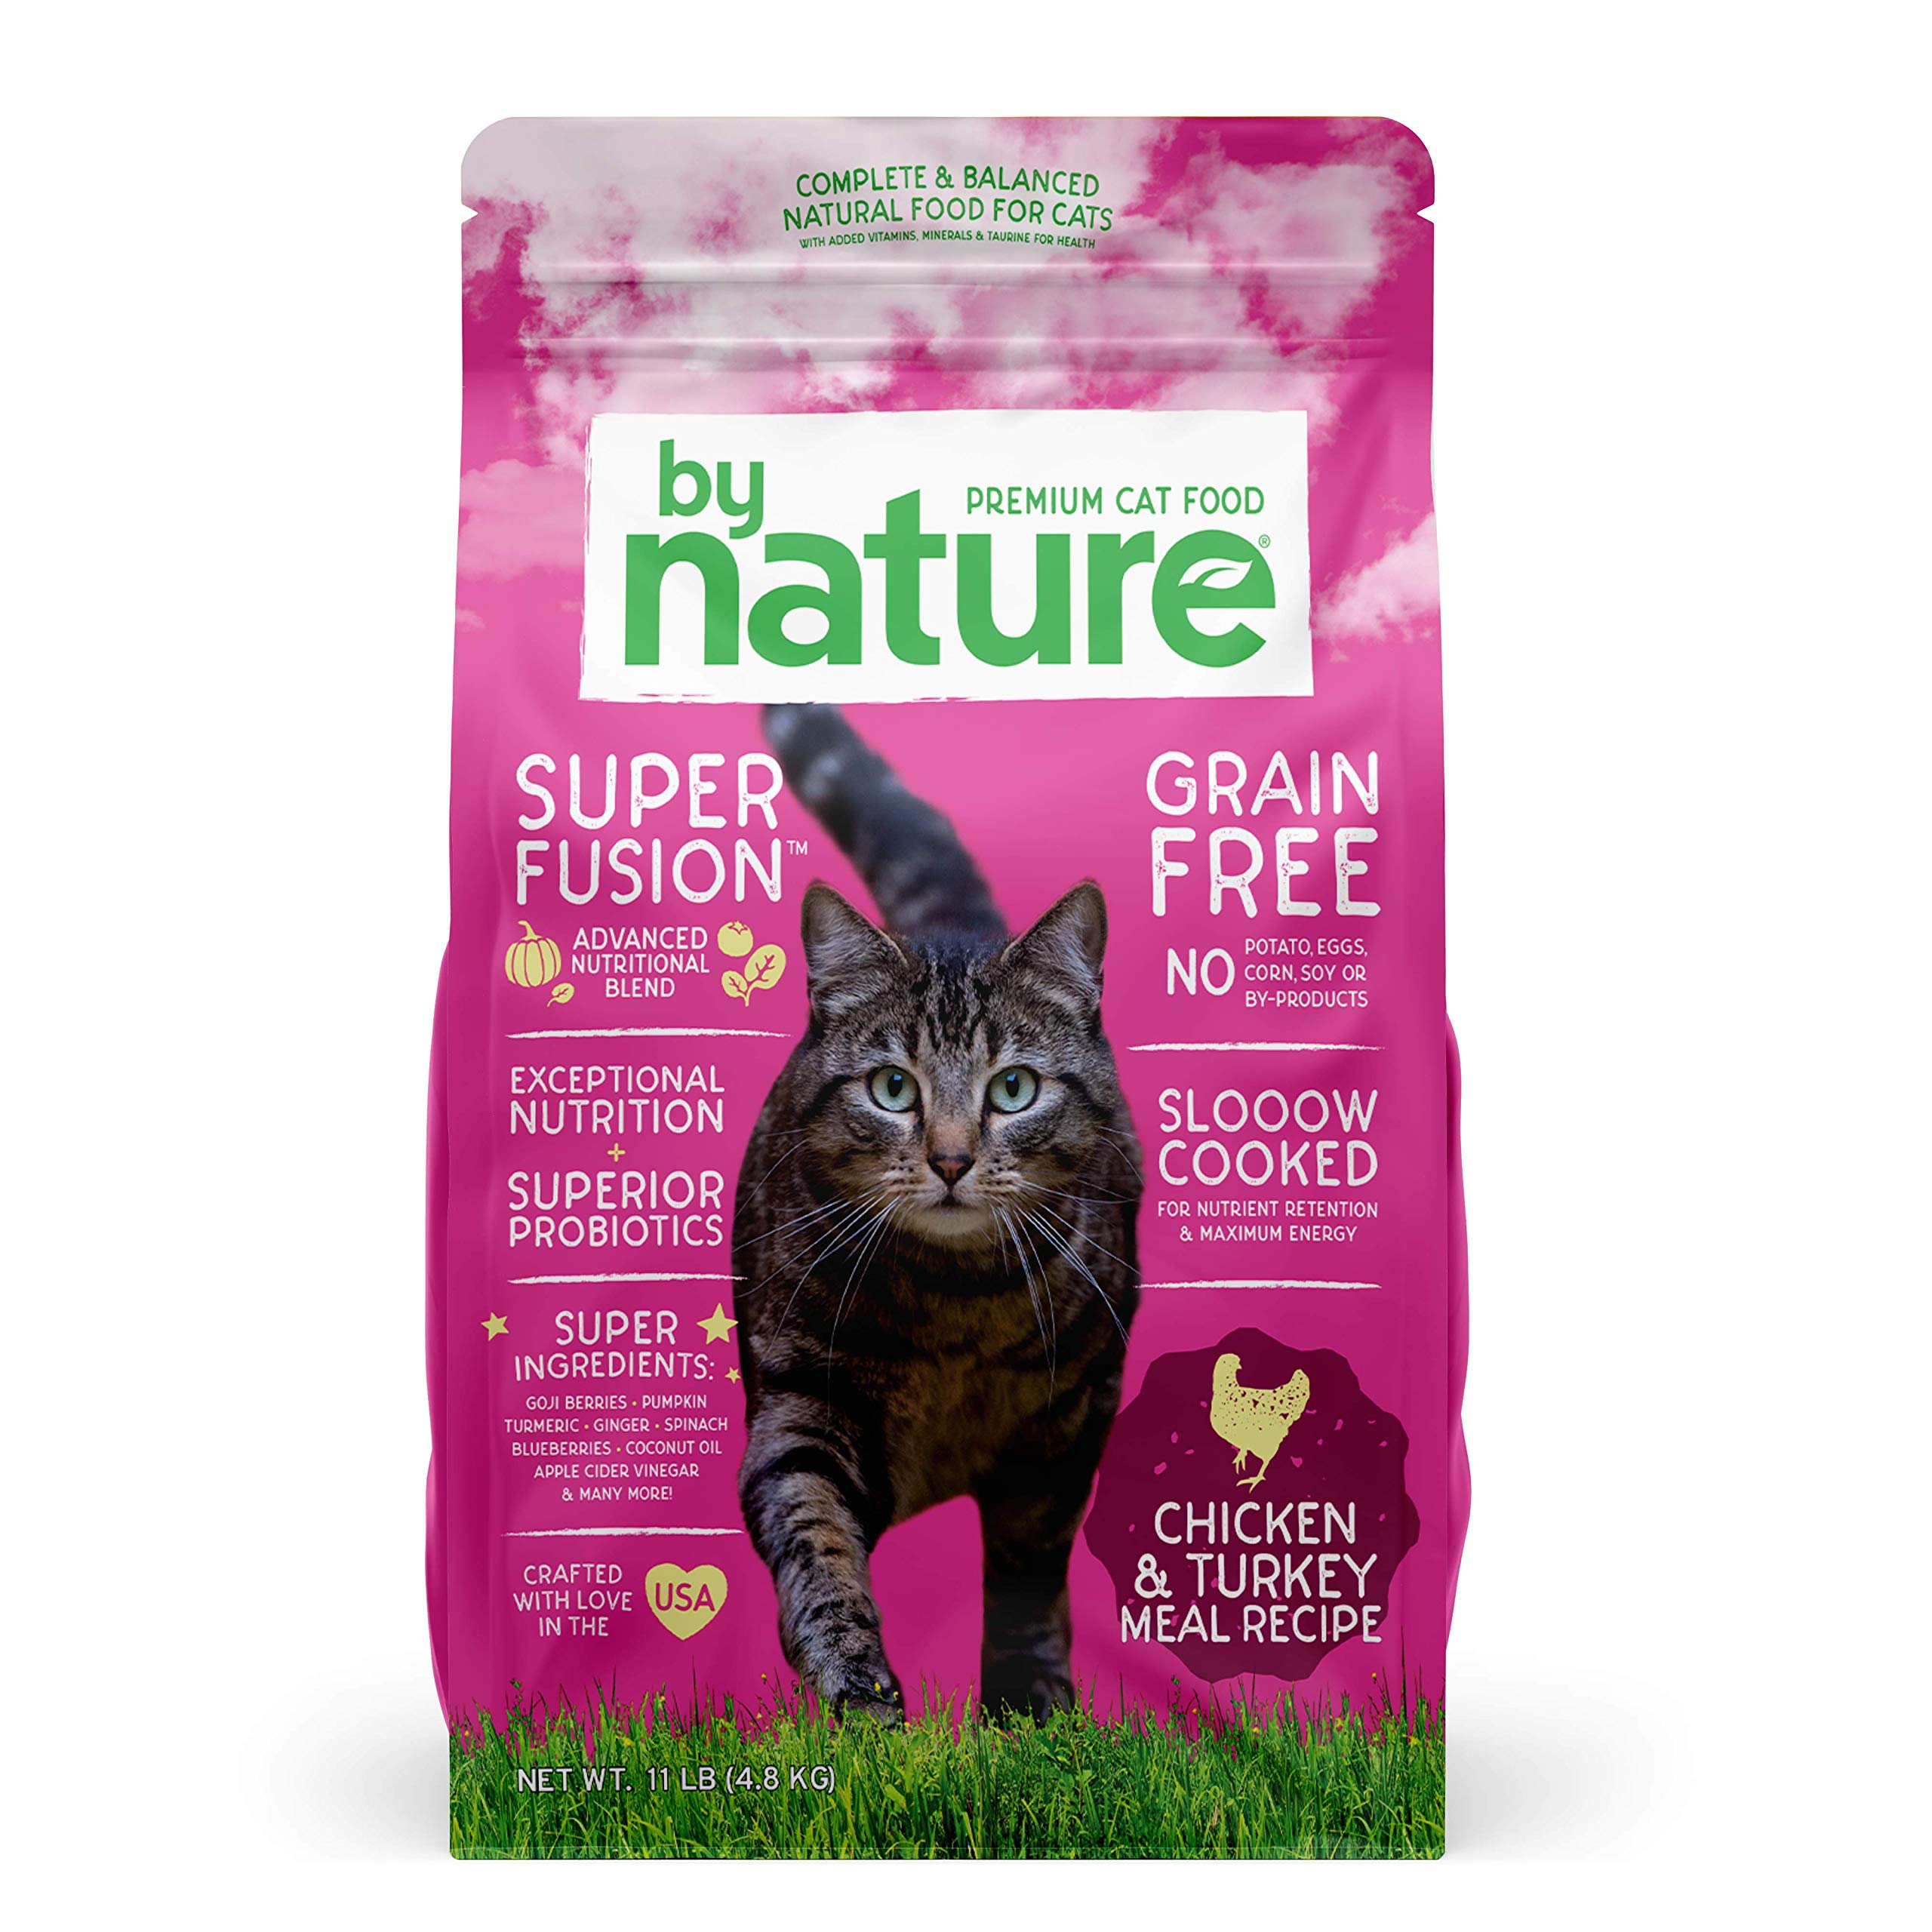 COMPLETE & BALANCED
NATURAL FOOD FOR CATS
WITH ADDED VITAMINS, MINERALS & TAURINE FOR HEALTH
by
PREMIUM CAT FOOD
nature®
SUPER
FUSION™
ADVANCED
NUTRITIONAL
BLEND
EXCEPTIONAL
NUTRITION
+
SUPERIOR
PROBIOTICS
SUPER
INGREDIENTS:
GOJI BERRIES • PUMPKIN
TURMERIC • GINGER • SPINACH
BLUEBERRIES • COCONUT OIL
APPLE CIDER VINEGAR
& MANY MORE!
CRAFTED
WITH LOVE
IN THE
USA
GRAIN
FREE
NO
POTATO, EGGS,
CORN, SOY OR
BY-PRODUCTS
SLOOOW
COOKED
FOR NUTRIENT RETENTION
& MAXIMUM ENERGY
CHICKEN
& TURKEY
MEAL RECIPE
NET WT. 11 LB (4.8 KG)